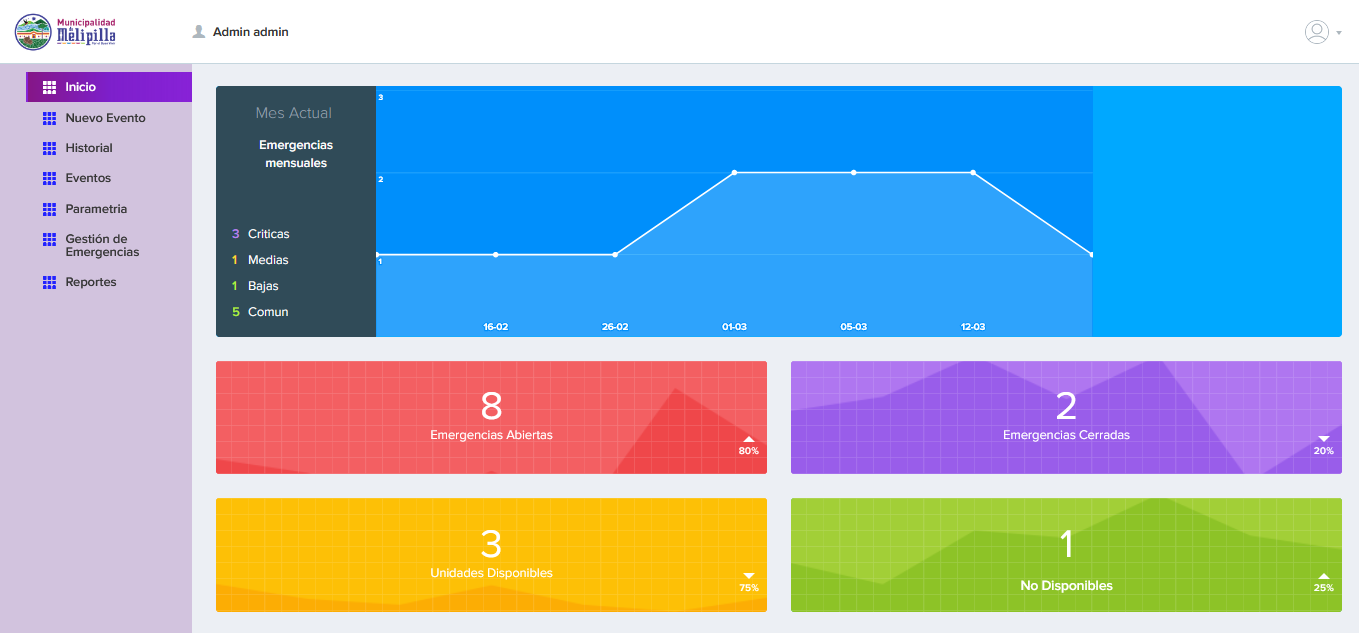 Municipalidad
de
Melipilla
Admin admin
Inicio
Nuevo Evento
Historial
Eventos
Parametria
Gestión de
Emergencias
Reportes
Mes Actual
Emergencias
mensuales
3 Criticas
1 Medias
1 Bajas
5 Comun
3
2
1
16-02 26-02 01-03 05-03 12-03
8
Emergencias Abiertas
80%
2
Emergencias Cerradas
20%
3
Unidades Disponibles
75%
1
No Disponibles
25%